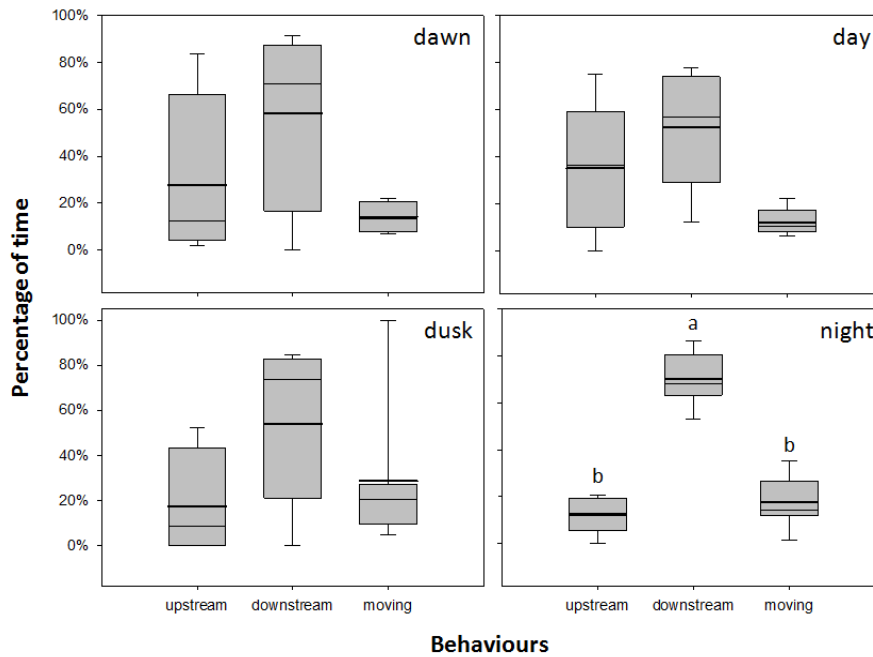 100%
80%
60%
40%
20%
0%
dawn
day
100%
80%
60%
40%
20%
0%
dusk
night
a
b
b
Percentage of time
upstream downstream moving
upstream downstream moving
Behaviours